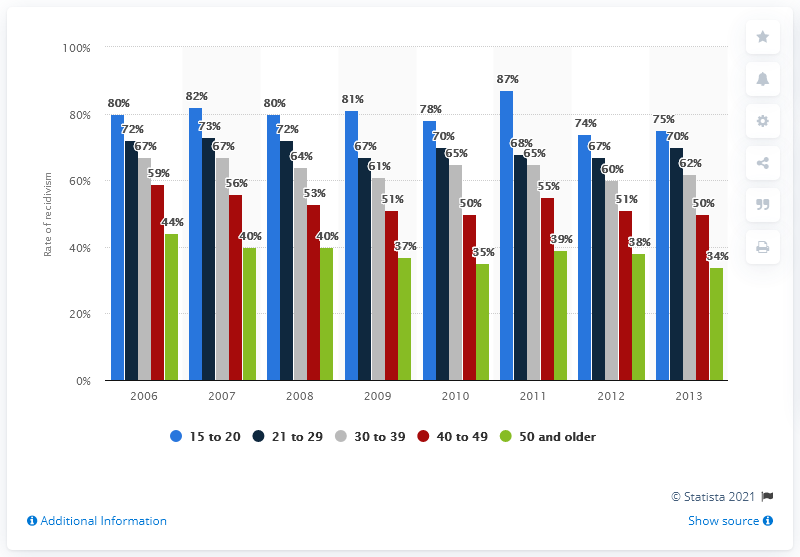 100%
80%
60%
40%
20%
0%
Rate of recidivism
80% 72% 67% 59% 44%
82% 73% 67% 56% 40%
80% 72% 64% 53% 40%
81% 67% 61% 51% 37%
78% 70% 65% 50% 35%
87% 68% 65% 55% 39%
74% 67% 60% 51% 38%
75% 70% 62% 50% 34%
2006 2007 2008 2009 2010 2011 2012 2013
15 to 20 21 to 29 30 to 39 40 to 49 50 and older
© Statista 2021
Additional Information Show source